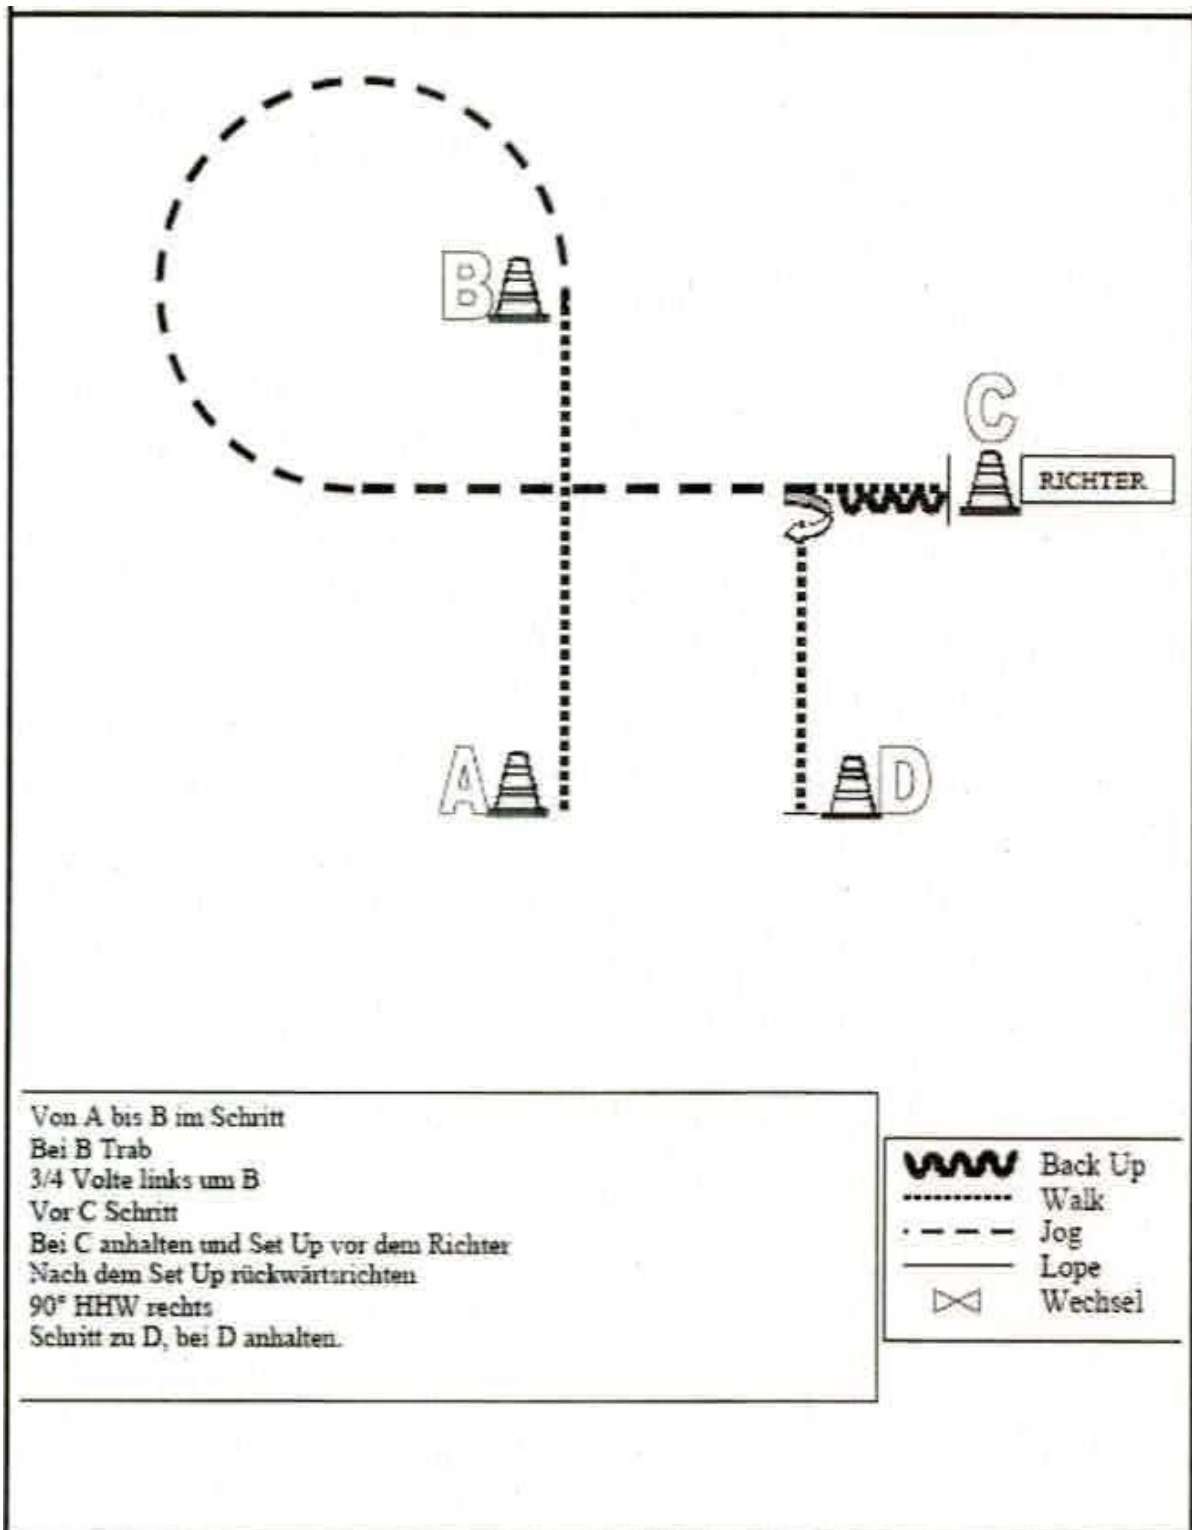 B
C
RICHTER
A
D
Von A bis B im Schritt
Bei B Trab
3/4 Volte links um B
Vor C Schritt
Bei C anhalten und Set Up vor dem Richter
Nach dem Set Up rückwärtsrichten
90° HHW rechts
Schritt zu D, bei D anhalten.
Back Up
Walk
Jog
Lope
Wechsel